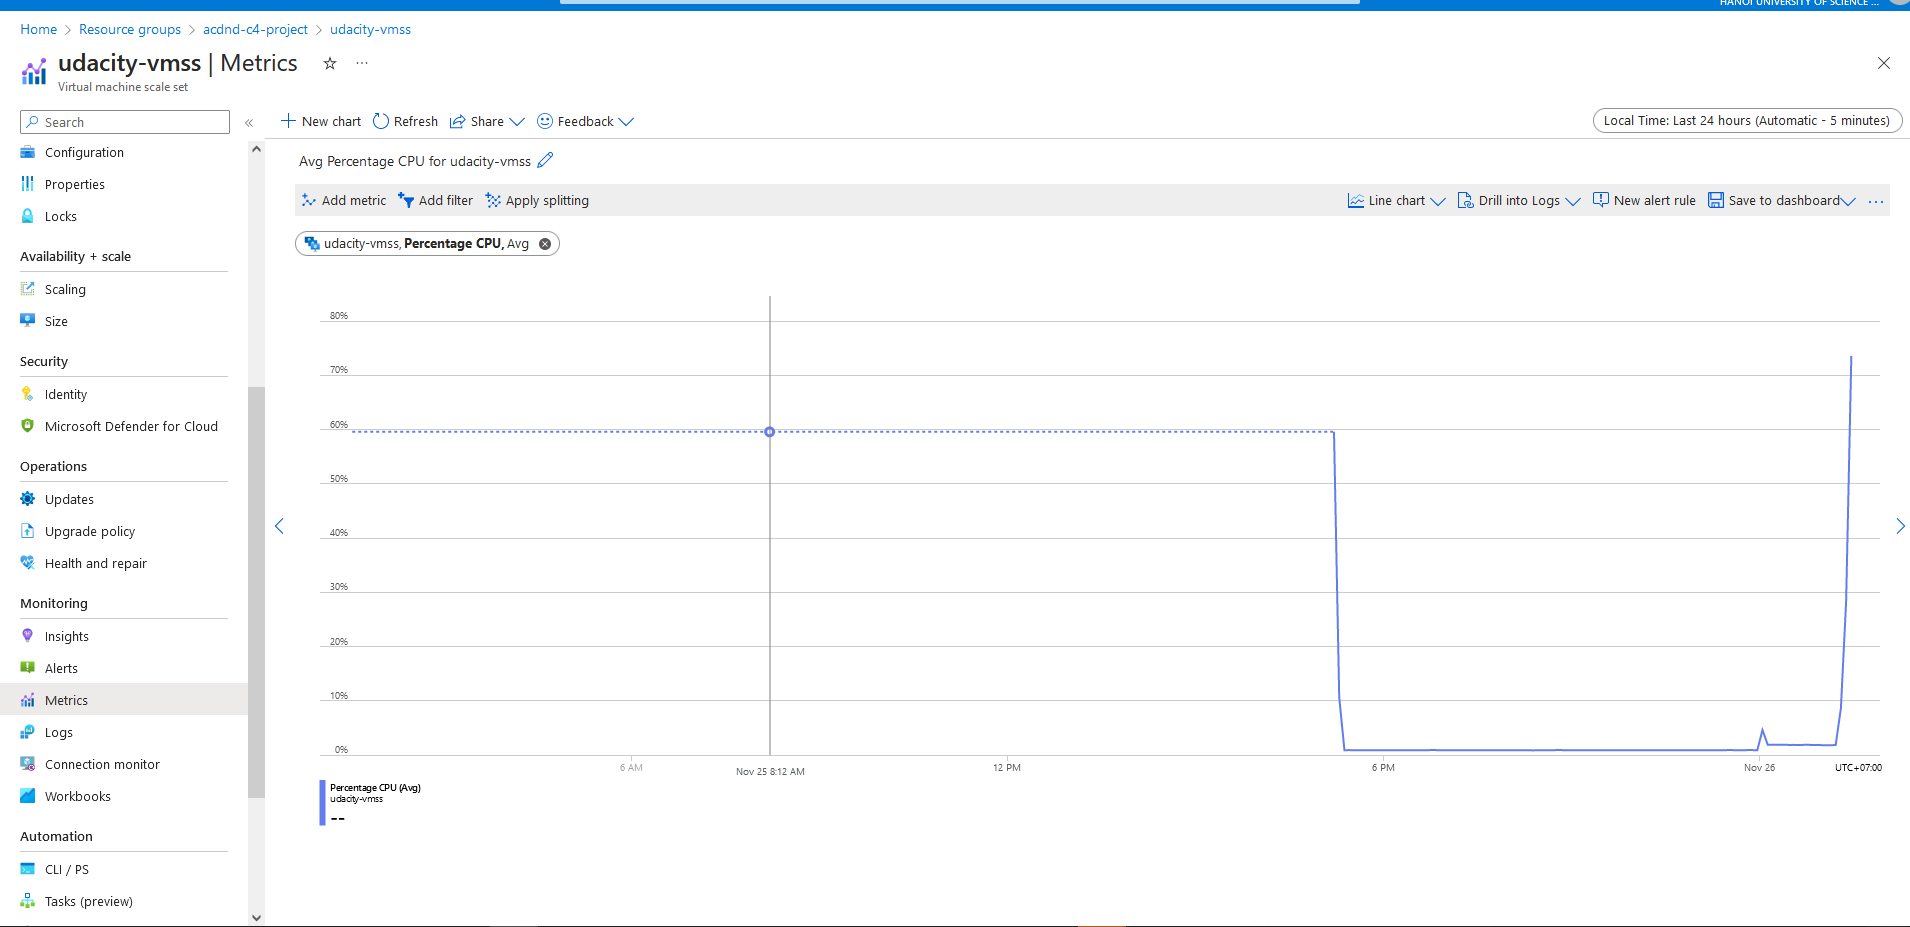 HANOI UNIVERSITY OF SCIENCE ...
Home > Resource groups > acdnd-c4-project > udacity-vmss
udacity-vmss | Metrics
Virtual machine scale set
Search
«
New chart Refresh Share Feedback
Local Time: Last 24 hours (Automatic - 5 minutes)
Configuration
Properties
Locks
Availability + scale
Scaling
Size
Security
Identity
Microsoft Defender for Cloud
Operations
Updates
Upgrade policy
Health and repair
Monitoring
Insights
Alerts
Metrics
Logs
Connection monitor
Workbooks
Automation
CLI / PS
Tasks (preview)
Avg Percentage CPU for udacity-vmss
Add metric Add filter Apply splitting
Line chart Drill into Logs New alert rule Save to dashboard ...
udacity-vmss, Percentage CPU, Avg
80%
70%
60%
50%
40%
30%
20%
10%
0%
6 AM Nov 25 8:12 AM 12 PM 6 PM Nov 26 UTC+07:00
Percentage CPU (Avg)
udacity-vmss
--